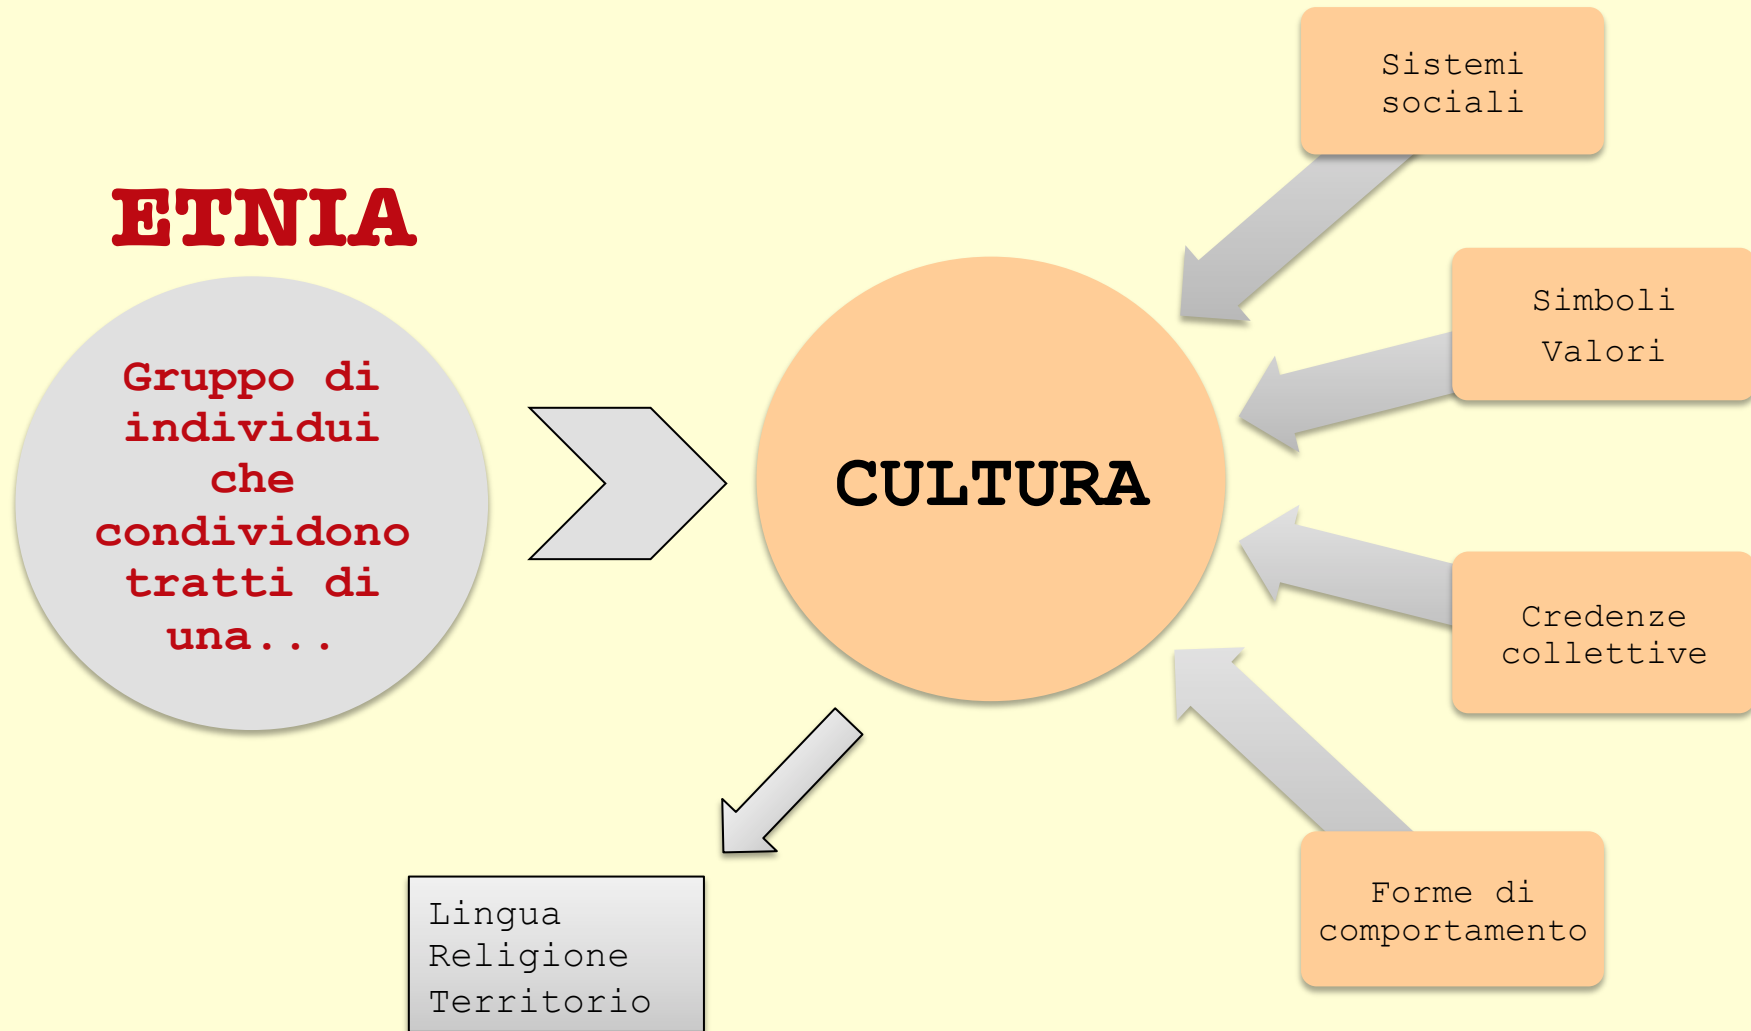 ETNIA
Gruppo di
individui
che
condividono
tratti di
una...
CULTURA
Sistemi
sociali
Simboli
Valori
Credenze
collettive
Forme di
comportamento
Lingua
Religione
Territorio